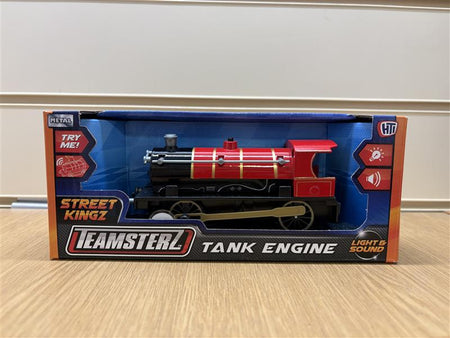 METAL
TRY
ME!
HTI
STREET
KINGZ
TEAMSTERZ
TANK ENGINE
LIGHT &
SOUND